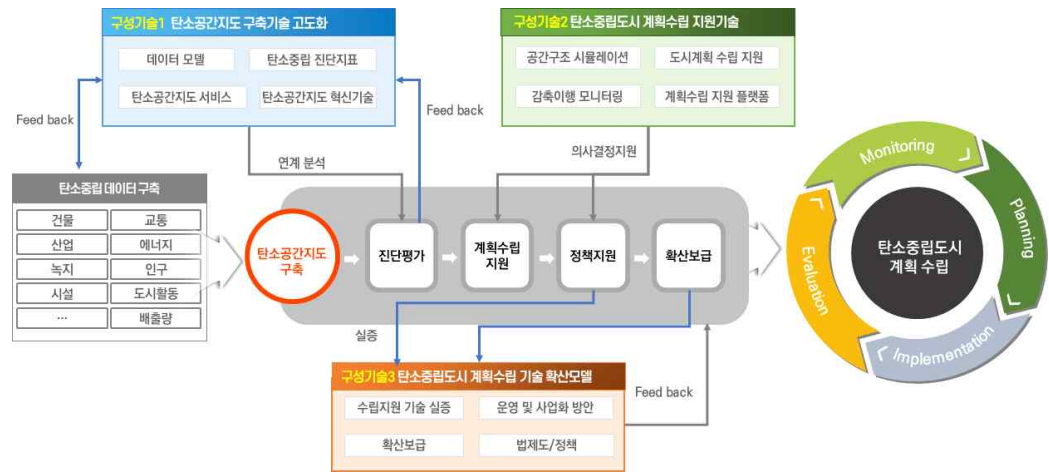 구성기술1 탄소공간지도 구축기술 고도화
데이터 모델
탄소중립 진단지표
탄소공간지도 서비스
탄소공간지도 혁신기술
구성기술2 탄소중립도시 계획수립 지원기술
공간구조 시뮬레이션
도시계획 수립 지원
감축이행 모니터링
계획수립 지원 플랫폼
Feed back
Feed back
연계 분석
의사결정지원
탄소중립 데이터 구축
건물
교통
산업
에너지
녹지
인구
시설
도시활동
...
배출량
탄소공간지도
구축
진단평가
계획수립
지원
정책지원
확산보급
실증
Feed back
구성기술3 탄소중립도시 계획수립 기술 확산모델
수립지원 기술 실증
운영 및 사업화 방안
확산보급
법제도/정책
Monitoring
Planning
Implementation
Evaluation
탄소중립도시
계획 수립